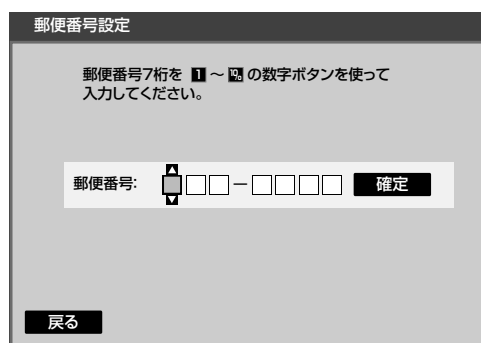 郵便番号設定
郵便番号7桁を 1 ～ 10 の数字ボタンを使って
入力してください。
郵便番号: － 確定
戻る